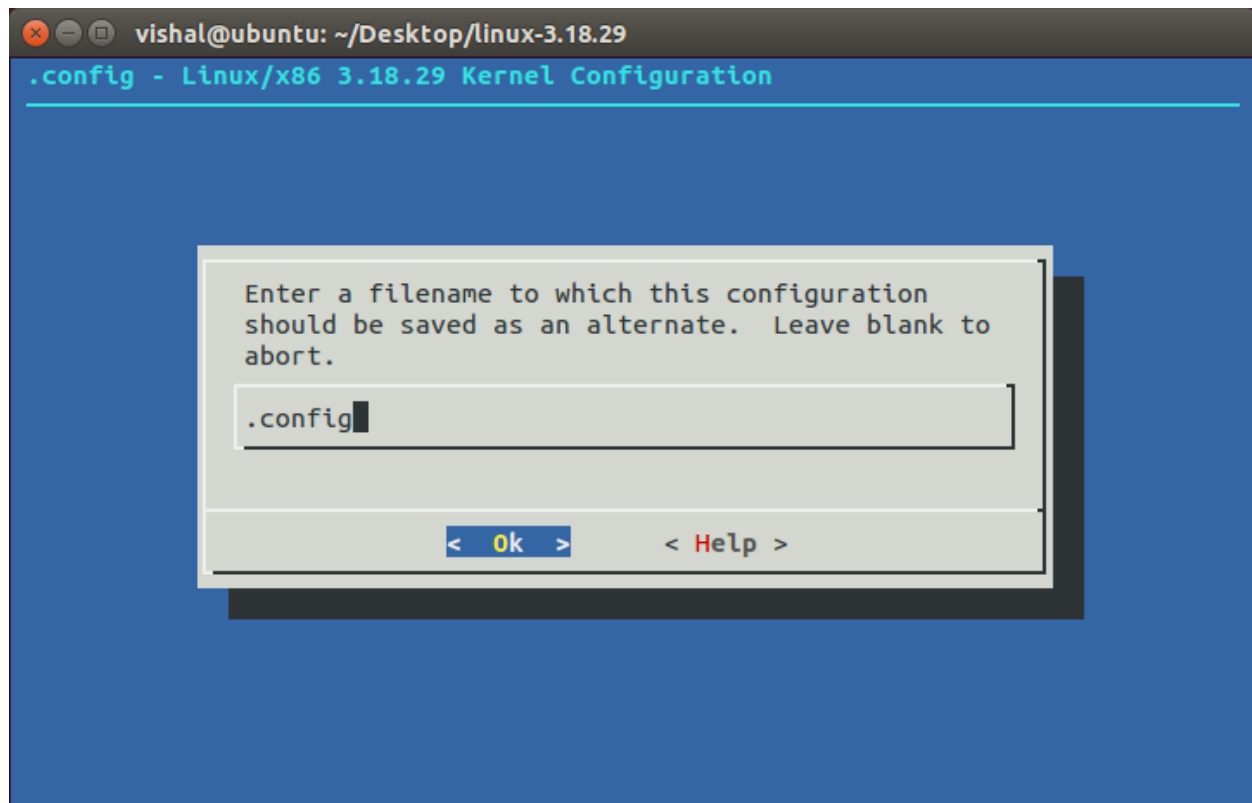 vishal@ubuntu: ~/Desktop/linux-3.18.29
.config - Linux/x86 3.18.29 Kernel Configuration
Enter a filename to which this configuration
should be saved as an alternate.  Leave blank to
abort.
.config
<  Ok  >      < Help >